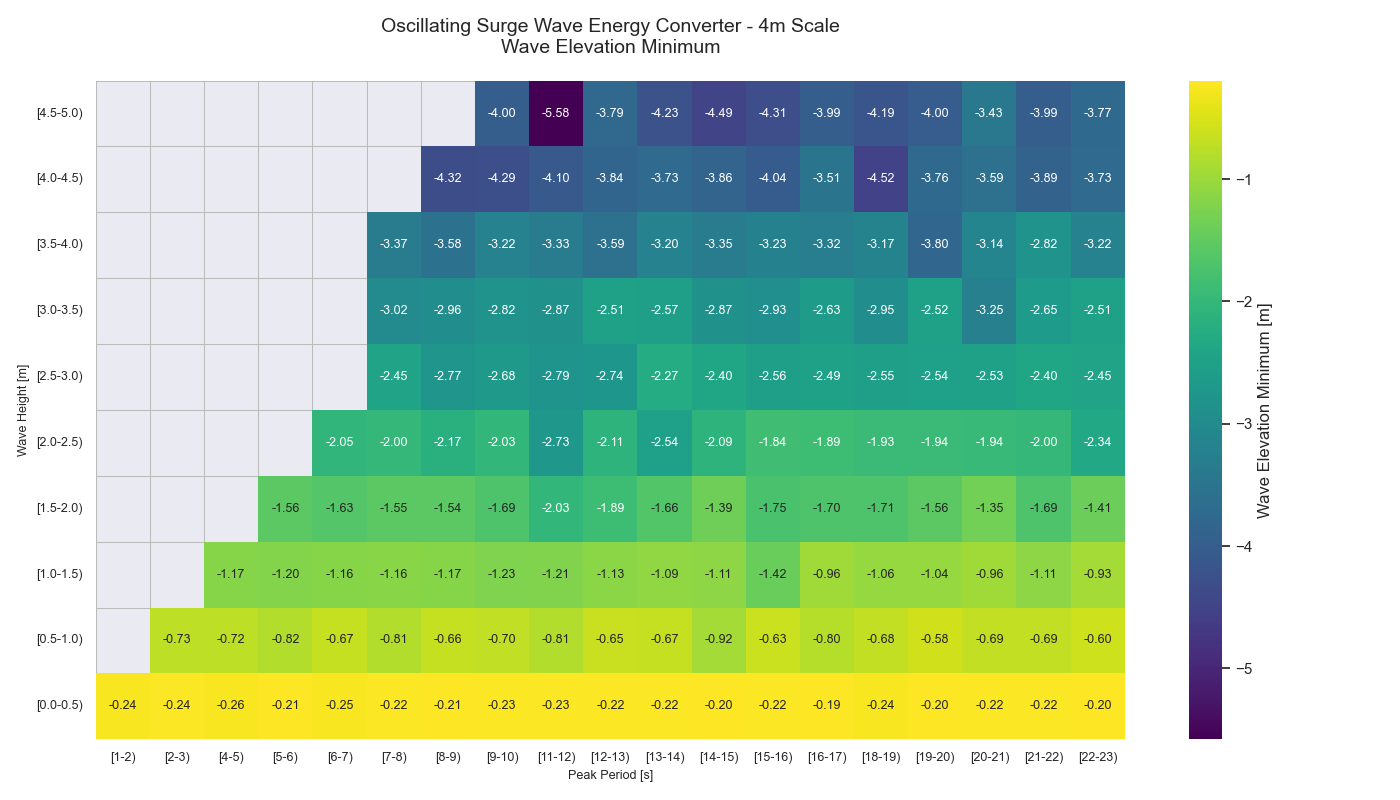 Oscillating Surge Wave Energy Converter - 4m Scale
Wave Elevation Minimum
[4.5-5.0) -4.00 -5.58 -3.79 -4.23 -4.49 -4.31 -3.99 -4.19 -4.00 -3.43 -3.99 -3.77
[4.0-4.5) -4.32 -4.29 -4.10 -3.84 -3.73 -3.86 -4.04 -3.51 -4.52 -3.76 -3.59 -3.89 -3.73
[3.5-4.0) -3.37 -3.58 -3.22 -3.33 -3.59 -3.20 -3.35 -3.23 -3.32 -3.17 -3.80 -3.14 -2.82 -3.22
[3.0-3.5) -3.02 -2.96 -2.82 -2.87 -2.51 -2.57 -2.87 -2.93 -2.63 -2.95 -2.52 -3.25 -2.65 -2.51
[2.5-3.0) -2.45 -2.77 -2.68 -2.79 -2.74 -2.27 -2.40 -2.56 -2.49 -2.55 -2.54 -2.53 -2.40 -2.45
[2.0-2.5) -2.05 -2.00 -2.17 -2.03 -2.73 -2.11 -2.54 -2.09 -1.84 -1.89 -1.93 -1.94 -1.94 -2.00 -2.34
[1.5-2.0) -1.56 -1.63 -1.55 -1.54 -1.69 -2.03 -1.89 -1.66 -1.39 -1.75 -1.70 -1.71 -1.56 -1.35 -1.69 -1.41
[1.0-1.5) -1.17 -1.20 -1.16 -1.16 -1.17 -1.23 -1.21 -1.13 -1.09 -1.11 -1.42 -0.96 -1.06 -1.04 -0.96 -1.11 -0.93
[0.5-1.0) -0.73 -0.72 -0.82 -0.67 -0.81 -0.66 -0.70 -0.81 -0.65 -0.67 -0.92 -0.63 -0.80 -0.68 -0.58 -0.69 -0.69 -0.60
[0.0-0.5) -0.24 -0.24 -0.26 -0.21 -0.25 -0.22 -0.21 -0.23 -0.23 -0.22 -0.22 -0.20 -0.22 -0.19 -0.24 -0.20 -0.22 -0.22 -0.20
[1-2) [2-3) [4-5) [5-6) [6-7) [7-8) [8-9) [9-10) [11-12) [12-13) [13-14) [14-15) [15-16) [16-17) [18-19) [19-20) [20-21) [21-22) [22-23)
Peak Period [s]
Wave Height [m]
−1
−2
−3
−4
−5
Wave Elevation Minimum [m]